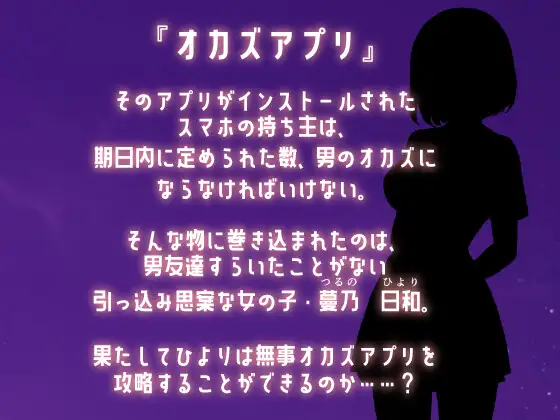 『オカズアプリ』
そのアプリがインストールされた
スマホの持ち主は、
期日内に定められた数、男のオカズに
ならなければいけない。
そんな物に巻き込まれたのは、
男友達すらいたことがない
つるの ひより
引っ込み思案な女の子・蔓乃 日和。
果たしてひよりは無事オカズアプリを
攻略することができるのか……？